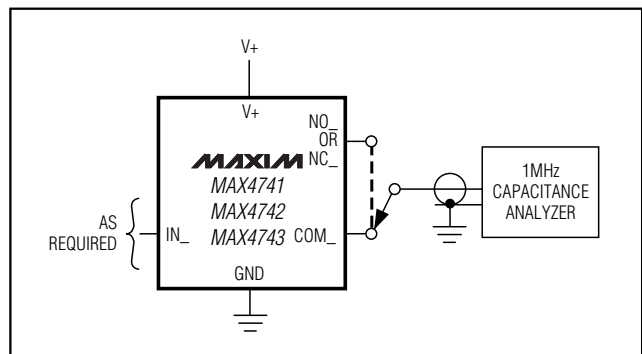 V+
V+
NO_
OR
NC_
MAXIM
MAX4741
MAX4742
MAX4743
COM_
AS
REQUIRED
IN_
GND
1MHz
CAPACITANCE
ANALYZER